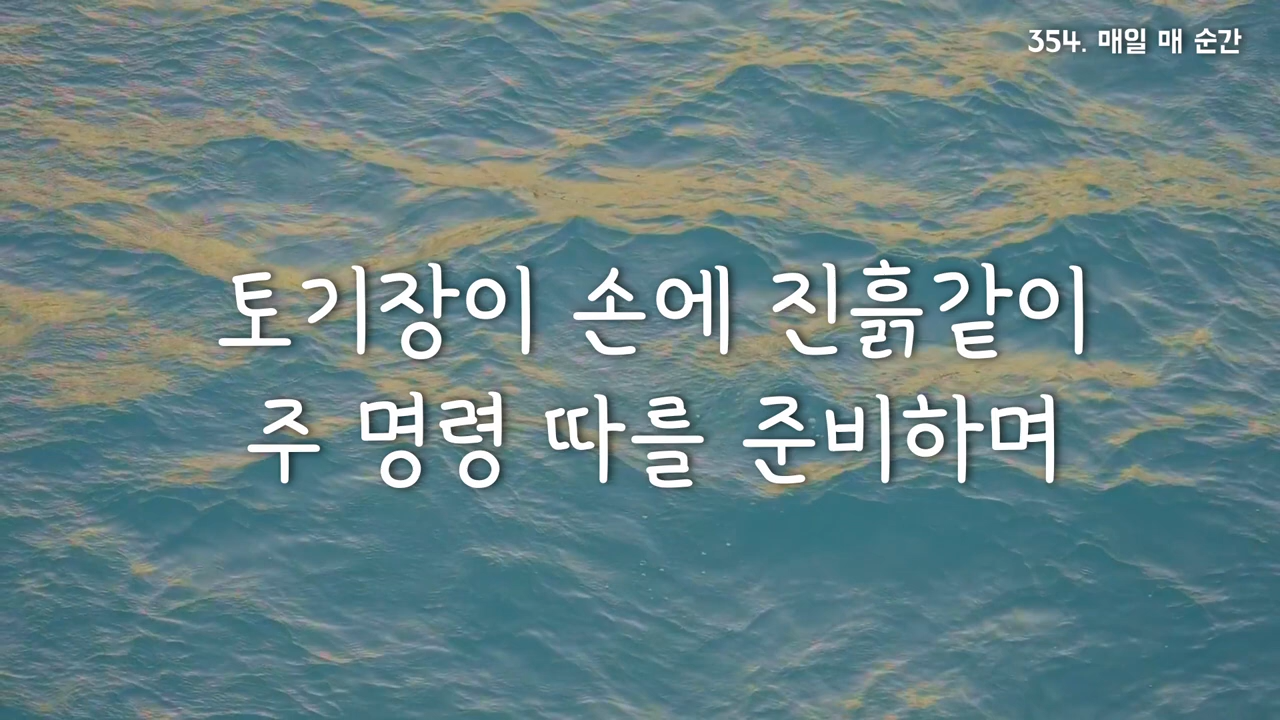 354. 매일 매 순간
토기장이 손에 진흙같이
주 명령 따를 준비하며